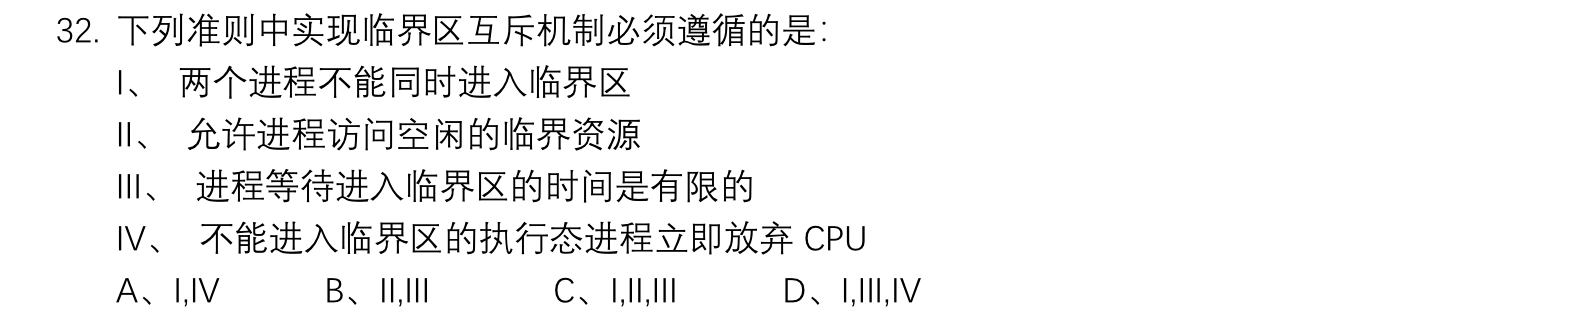 32. 下列准则中实现临界区互斥机制必须遵循的是：
I、 两个进程不能同时进入临界区
II、 允许进程访问空闲的临界资源
III、 进程等待进入临界区的时间是有限的
IV、 不能进入临界区的执行态进程立即放弃 CPU
A、I,IV B、II,III C、I,II,III D、I,III,IV